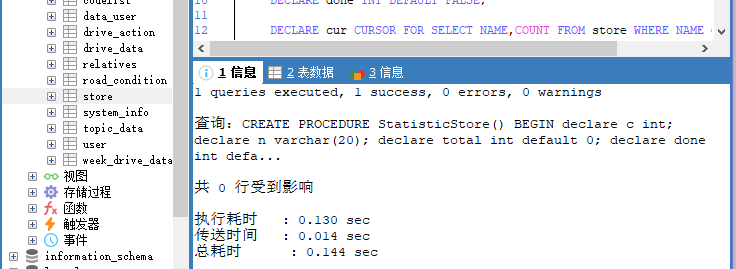 codelist
data_user
drive_action
drive_data
relatives
road_condition
store
system_info
topic_data
user
week_drive_data
视图
存储过程
函数
触发器
事件
information_schema
10 DECLARE done INT DEFAULT FALSE;
11
12 DECLARE cur CURSOR FOR SELECT NAME,COUNT FROM store WHERE NAME =
1 信息 2 表数据 3 信息
1 queries executed, 1 success, 0 errors, 0 warnings
查询: CREATE PROCEDURE StatisticStore() BEGIN declare c int;
declare n varchar(20); declare total int default 0; declare done
int defa...
共 0 行受到影响
执行耗时 : 0.130 sec
传送时间 : 0.014 sec
总耗时 : 0.144 sec